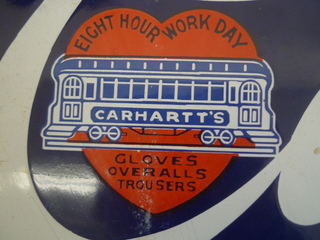 EIGHT HOUR WORK DAY
CARHARTT'S
GLOVES
OVERALLS
TROUSERS